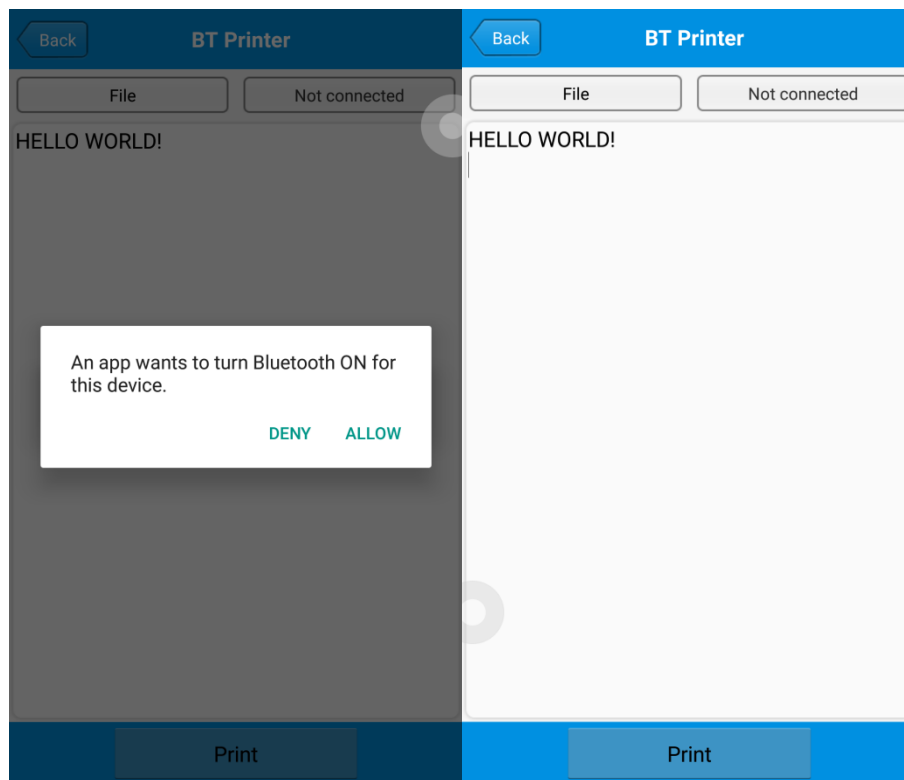 Back
BT Printer
File
Not connected
HELLO WORLD!
An app wants to turn Bluetooth ON for
this device.
DENY
ALLOW
Print
Back
BT Printer
File
Not connected
HELLO WORLD!
Print